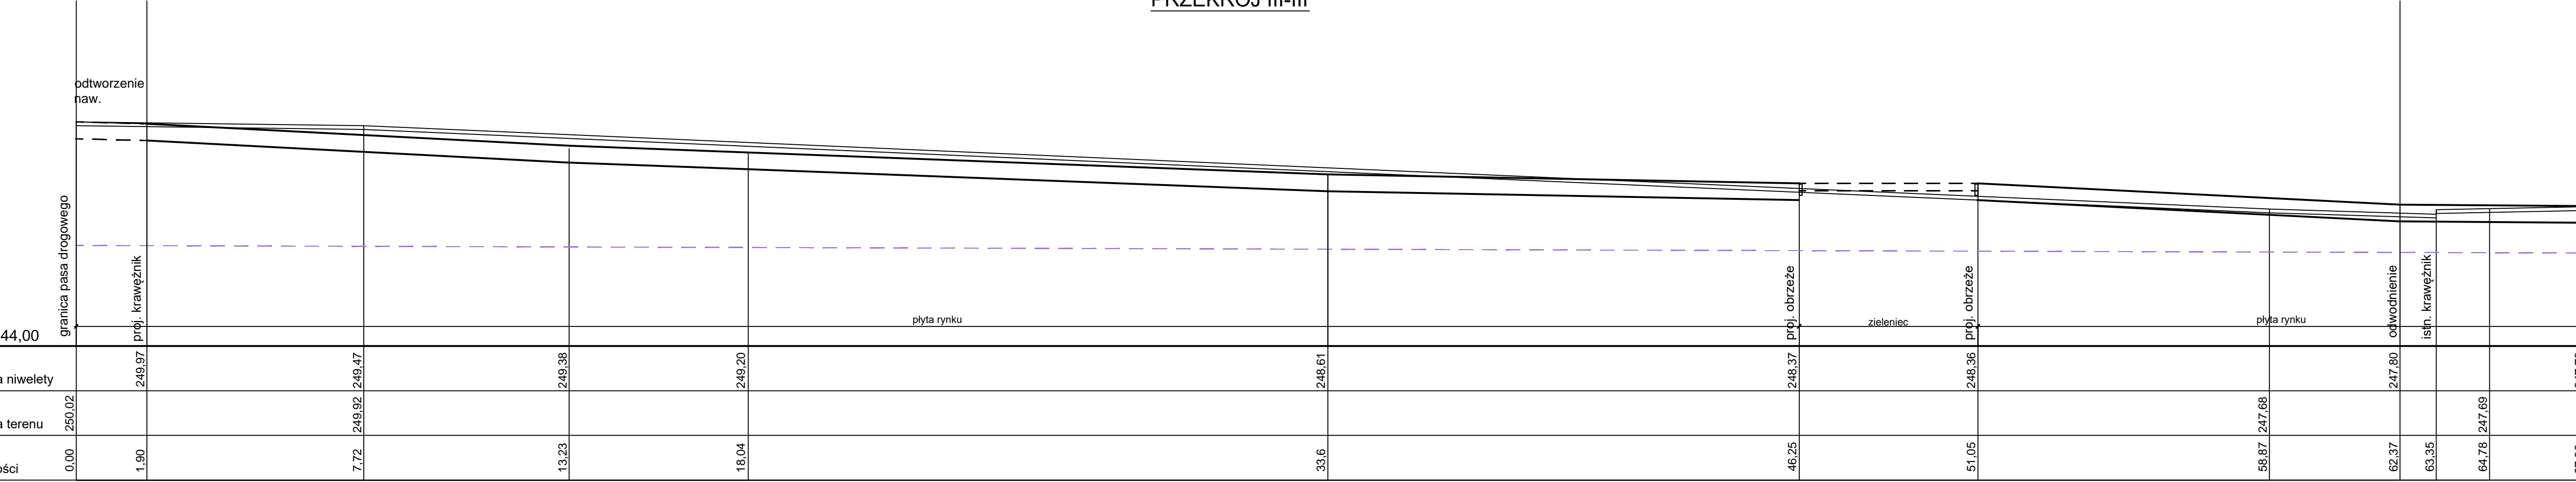 PRZEKRÓJ III-III
odtworzenie
naw.
granica pasa drogowego
proj. krawężnik
płyta rynku
proj. obrzeże
zieleniec
proj. obrzeże
płyta rynku
odwodnienie
istn. krawężnik
44,00
a niwelety
249,97
249,47
249,38
249,20
248,61
248,37
248,36
247,80
a terenu
250,02
249,92
247,68
247,69
ości
0,00
1,90
7,72
13,23
18,04
33,6
46,25
51,05
58,87
62,37
63,35
64,78